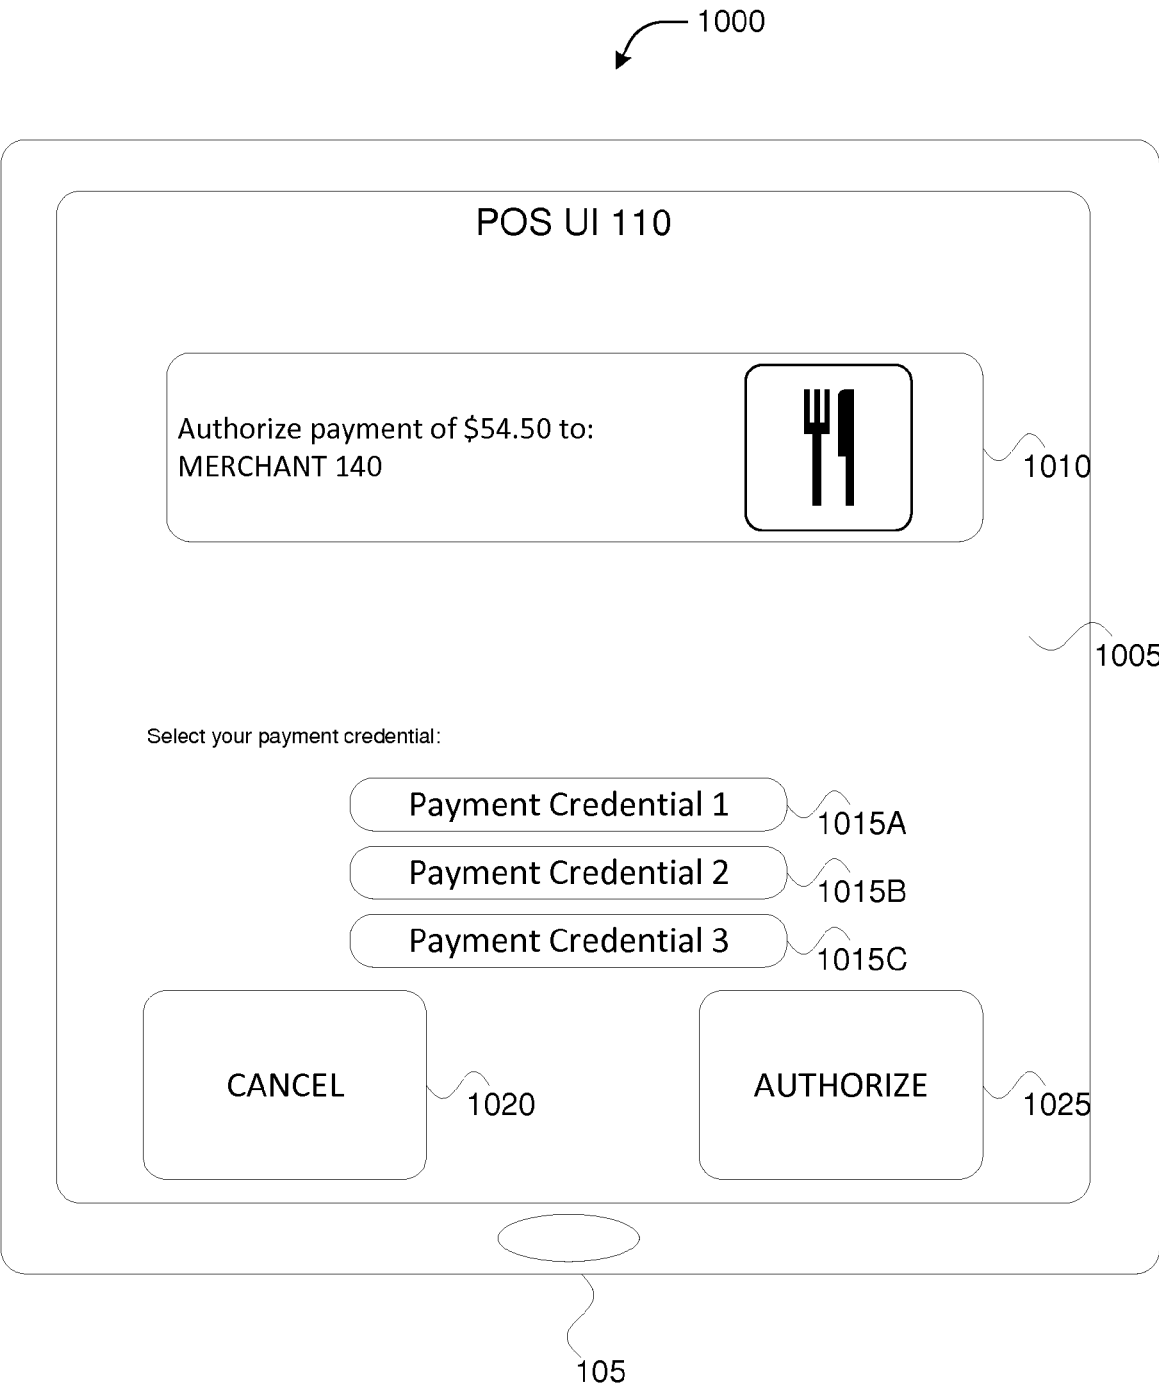 1000
POS UI 110
Authorize payment of $54.50 to:
MERCHANT 140
1010
1005
Select your payment credential:
Payment Credential 1
1015A
Payment Credential 2
1015B
Payment Credential 3
1015C
CANCEL
1020
AUTHORIZE
1025
105